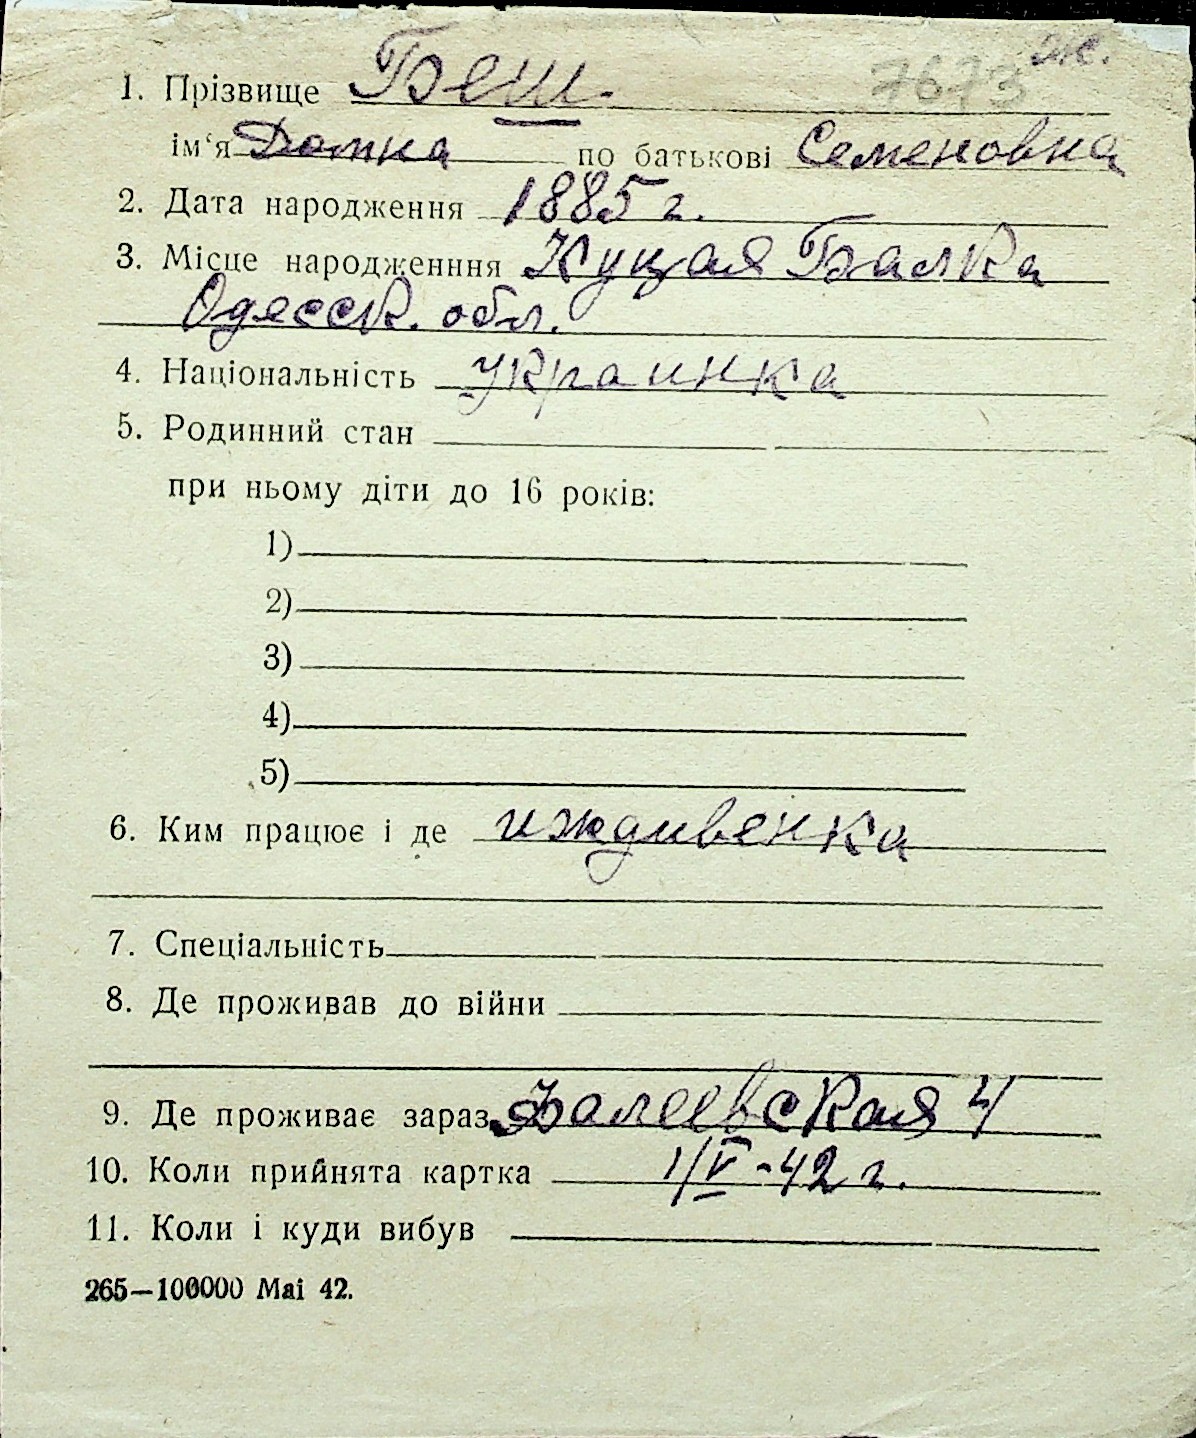 7673 ж.
1. Прізвище Беш.
ім‘я Домна по батькові Семеновна
2. Дата народження 1885 г.
3. Місце народженння Куцая Балка
Одесск. обл.
4. Національність украинка
5. Родинний стан
при ньому діти до 16 років:
1)
2)
3)
4)
5)
6. Ким працює і де иждивенка
7. Спеціальність
8. Де проживав до війни
9. Де проживає зараз Фалеевская 4
10. Коли прийнята картка 1/V-42 г.
11. Коли і куди вибув
265—100000 Маі 42.